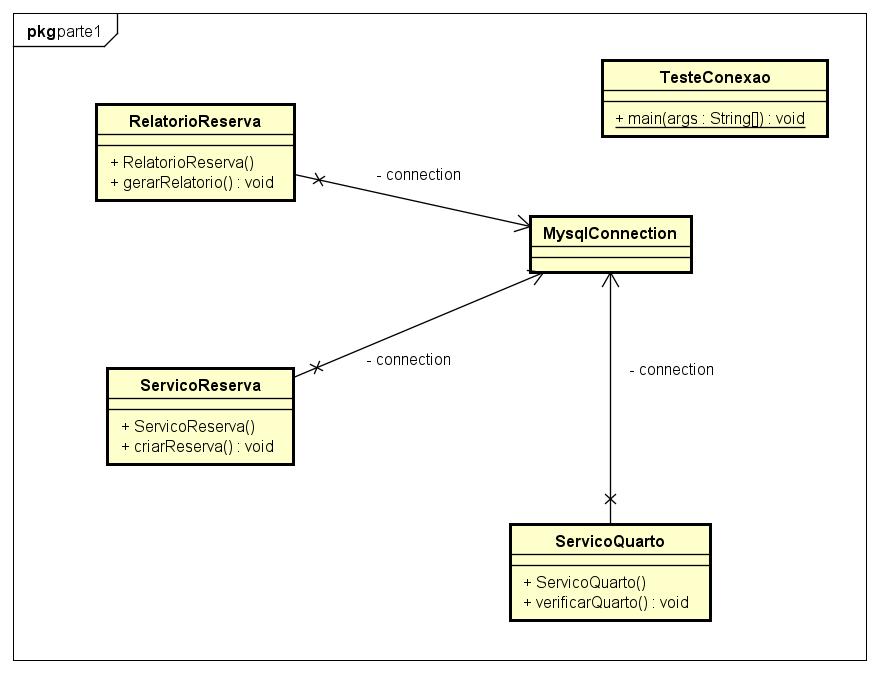 pkg parte1
TesteConexao
+ main(args : String[]) : void
RelatorioReserva
+ RelatorioReserva()
+ gerarRelatorio() : void
- connection
MysqlConnection
- connection
- connection
ServicoReserva
+ ServicoReserva()
+ criarReserva() : void
ServicoQuarto
+ ServicoQuarto()
+ verificarQuarto() : void